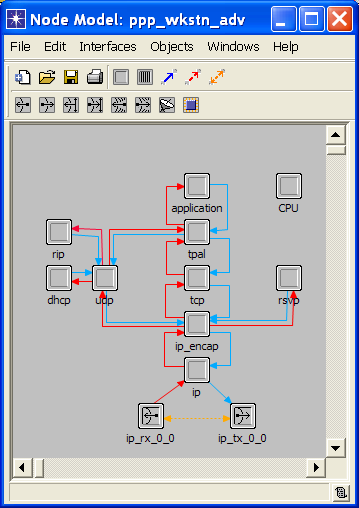 Node Model: ppp_wkstn_adv
File Edit Interfaces Objects Windows Help
application CPU
rip tpal
dhcp udp tcp rsvp
ip_encap
ip
ip_rx_0_0 ip_tx_0_0